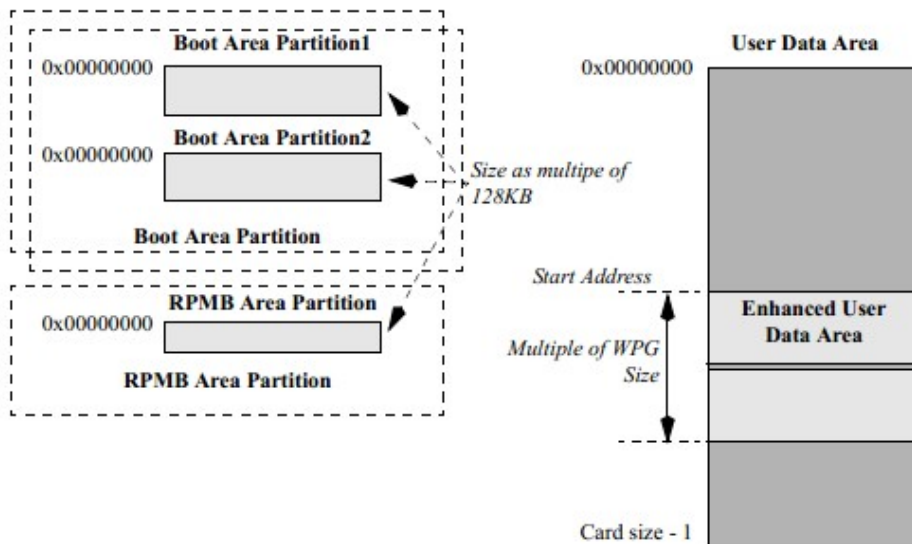 Boot Area Partition1
0x00000000
Boot Area Partition2
0x00000000
Size as multipe of
128KB
Boot Area Partition
RPMB Area Partition
0x00000000
RPMB Area Partition
User Data Area
0x00000000
Start Address
Enhanced User
Data Area
Multiple of WPG
Size
Card size - 1